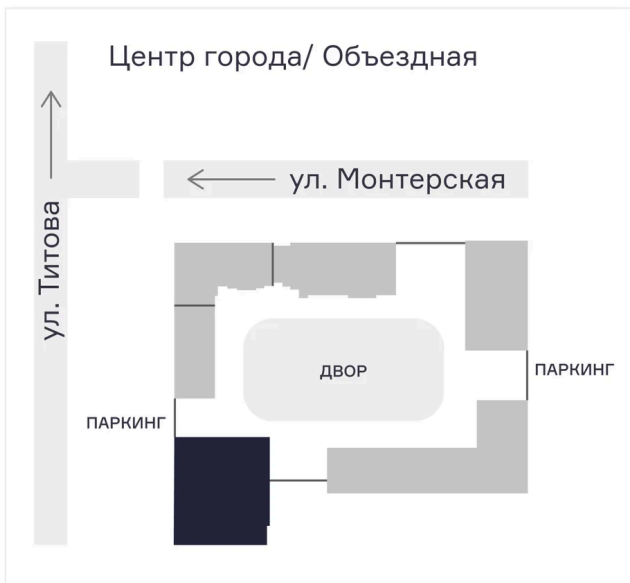 Центр города/ Объездная
ул. Монтерская
ул. Титова
ДВОР
ПАРКИНГ
ПАРКИНГ